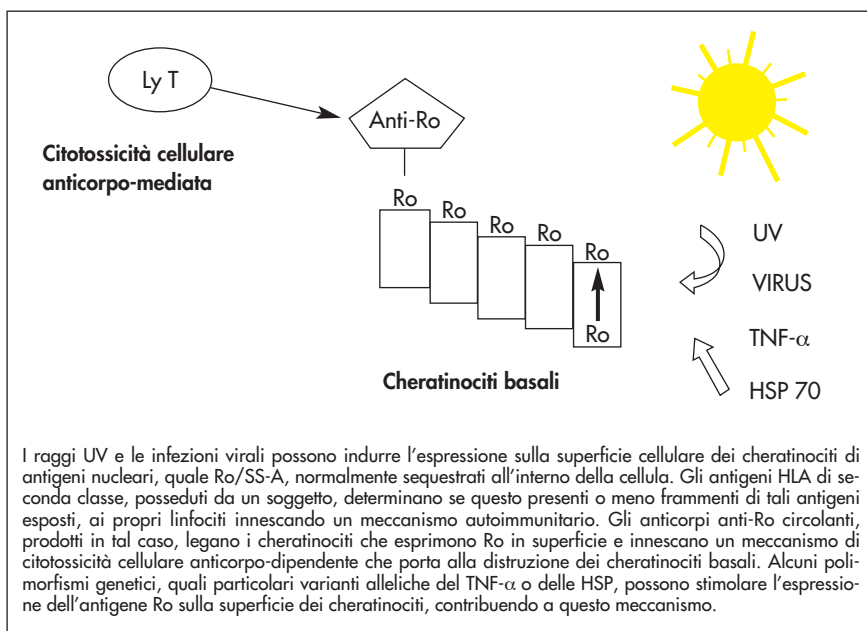 Ly T
Anti-Ro
Citotossicità cellulare
anticorpo-mediata
Ro
Ro
Ro
Ro
Ro
Ro
UV
VIRUS
TNF-α
HSP 70
Cheratinociti basali
I raggi UV e le infezioni virali possono indurre l'espressione sulla superficie cellulare dei cheratinociti di
antigeni nucleari, quale Ro/SS-A, normalmente sequestrati all'interno della cellula. Gli antigeni HLA di se-
conda classe, posseduti da un soggetto, determinano se questo presenti o meno frammenti di tali antigeni
esposti, ai propri linfociti innescando un meccanismo autoimmunitario. Gli anticorpi anti-Ro circolanti,
prodotti in tal caso, legano i cheratinociti che esprimono Ro in superficie e innescano un meccanismo di
citotossicità cellulare anticorpo-dipendente che porta alla distruzione dei cheratinociti basali. Alcuni poli-
morfismi genetici, quali particolari varianti alleliche del TNF-α o delle HSP, possono stimolare l'espressio-
ne dell'antigene Ro sulla superficie dei cheratinociti, contribuendo a questo meccanismo.